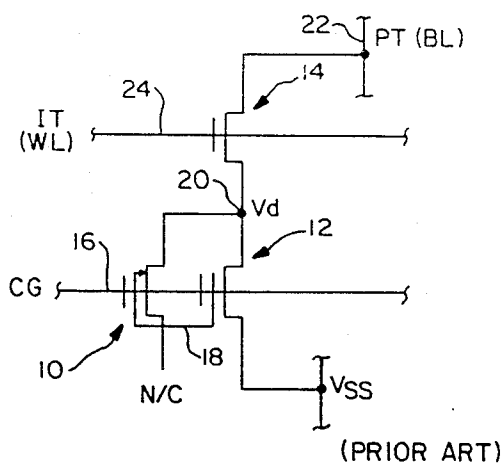 22
PT (BL)
14
24
IT
(WL)
20
Vd
12
16
CG
18
10
N/C
VSS
(PRIOR ART)